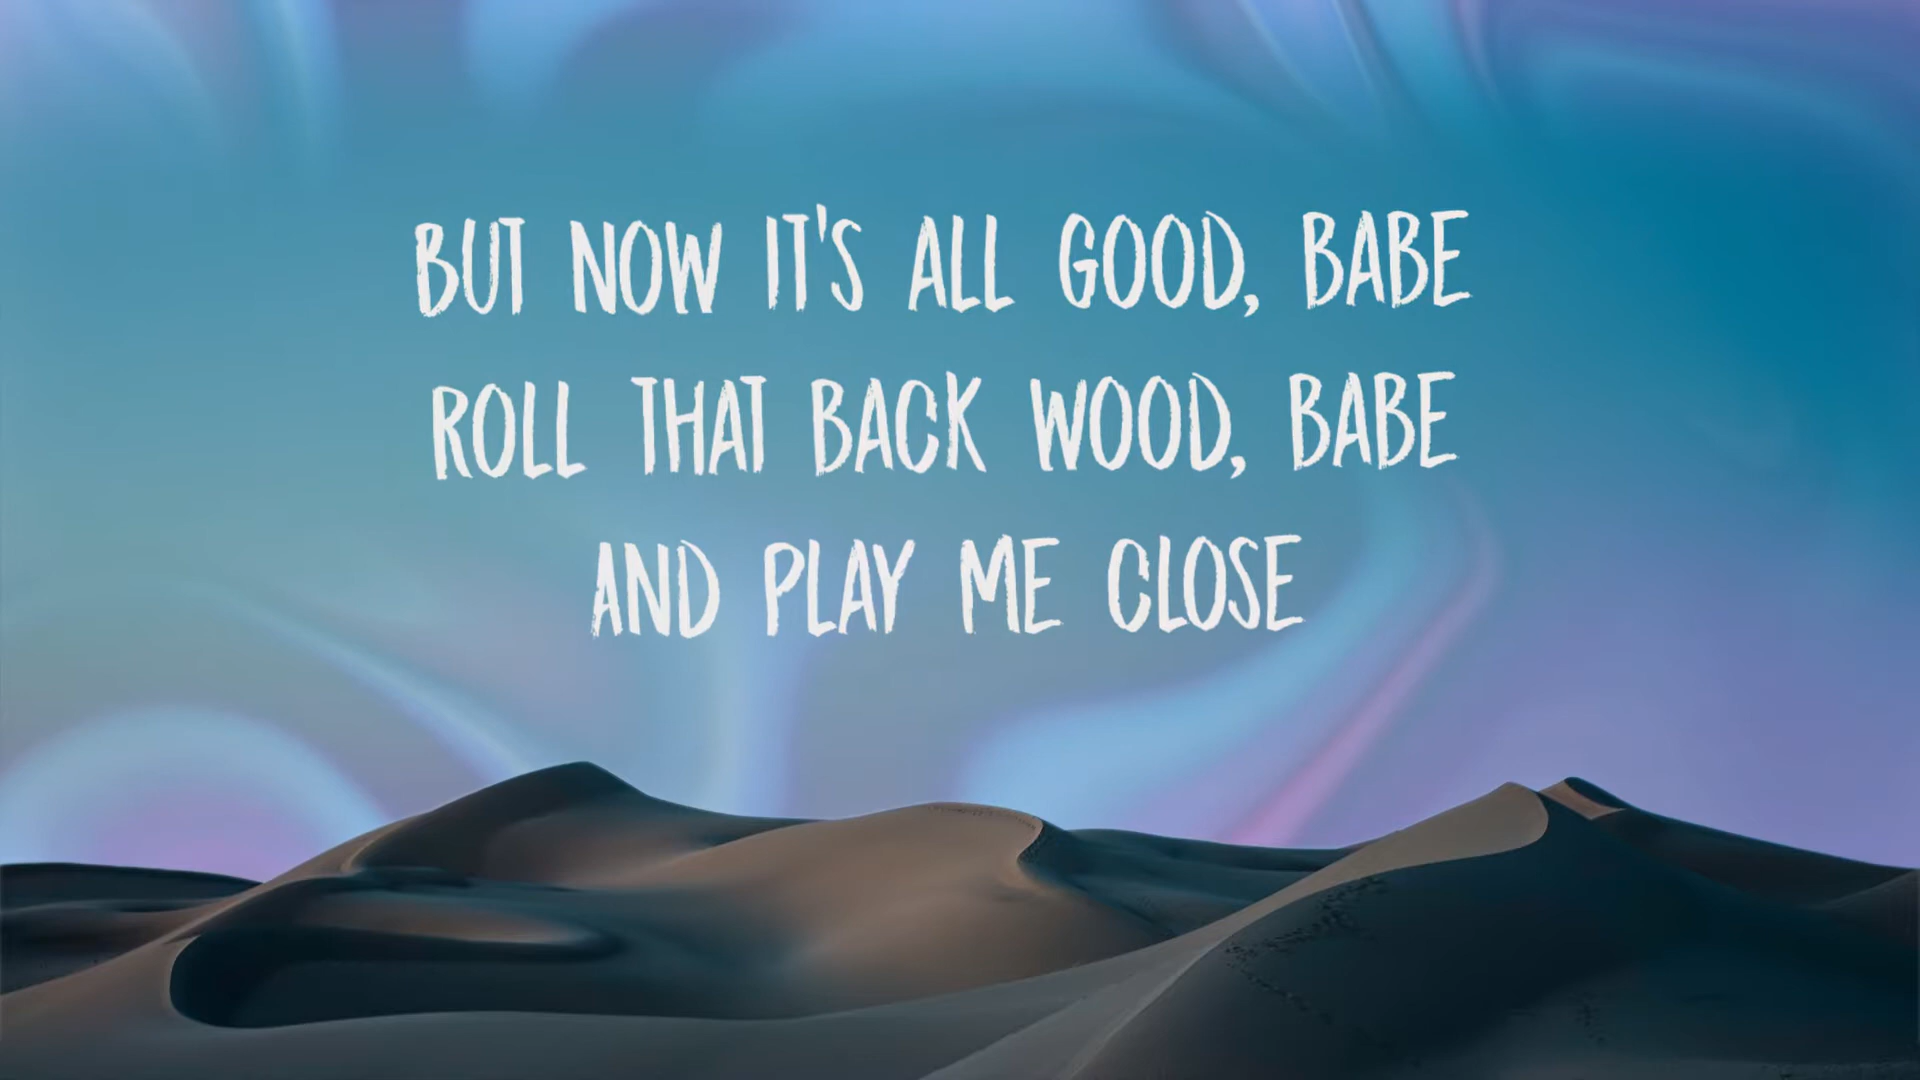 BUT NOW IT'S ALL GOOD, BABE
ROLL THAT BACK WOOD, BABE
AND PLAY ME CLOSE